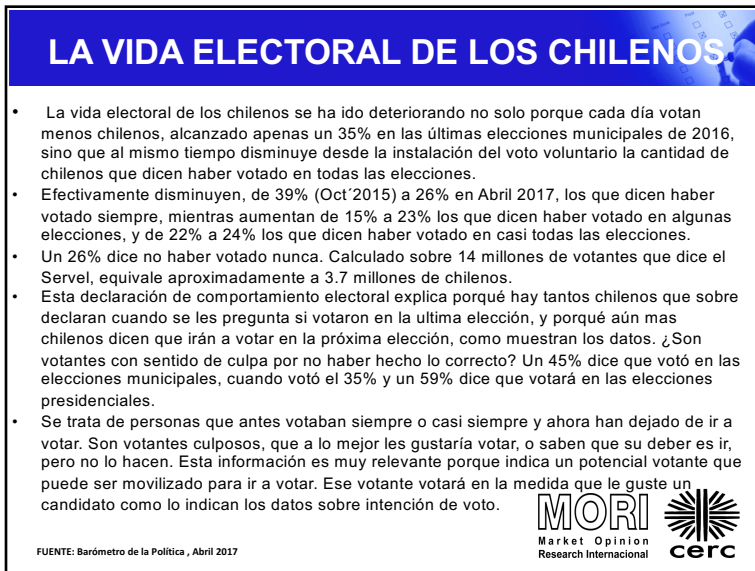 LA VIDA ELECTORAL DE LOS CHILENOS
• La vida electoral de los chilenos se ha ido deteriorando no solo porque cada día votan
menos chilenos, alcanzado apenas un 35% en las últimas elecciones municipales de 2016,
sino que al mismo tiempo disminuye desde la instalación del voto voluntario la cantidad de
chilenos que dicen haber votado en todas las elecciones.
• Efectivamente disminuyen, de 39% (Oct´2015) a 26% en Abril 2017, los que dicen haber
votado siempre, mientras aumentan de 15% a 23% los que dicen haber votado en algunas
elecciones, y de 22% a 24% los que dicen haber votado en casi todas las elecciones.
• Un 26% dice no haber votado nunca. Calculado sobre 14 millones de votantes que dice el
Servel, equivale aproximadamente a 3.7 millones de chilenos.
• Esta declaración de comportamiento electoral explica porqué hay tantos chilenos que sobre
declaran cuando se les pregunta si votaron en la ultima elección, y porqué aún mas
chilenos dicen que irán a votar en la próxima elección, como muestran los datos. ¿Son
votantes con sentido de culpa por no haber hecho lo correcto? Un 45% dice que votó en las
elecciones municipales, cuando votó el 35% y un 59% dice que votará en las elecciones
presidenciales.
• Se trata de personas que antes votaban siempre o casi siempre y ahora han dejado de ir a
votar. Son votantes culposos, que a lo mejor les gustaría votar, o saben que su deber es ir,
pero no lo hacen. Esta información es muy relevante porque indica un potencial votante que
puede ser movilizado para ir a votar. Ese votante votará en la medida que le guste un
candidato como lo indican los datos sobre intención de voto.
MORI
Market Opinion
Research Internacional
cerc
FUENTE: Barómetro de la Política , Abril 2017